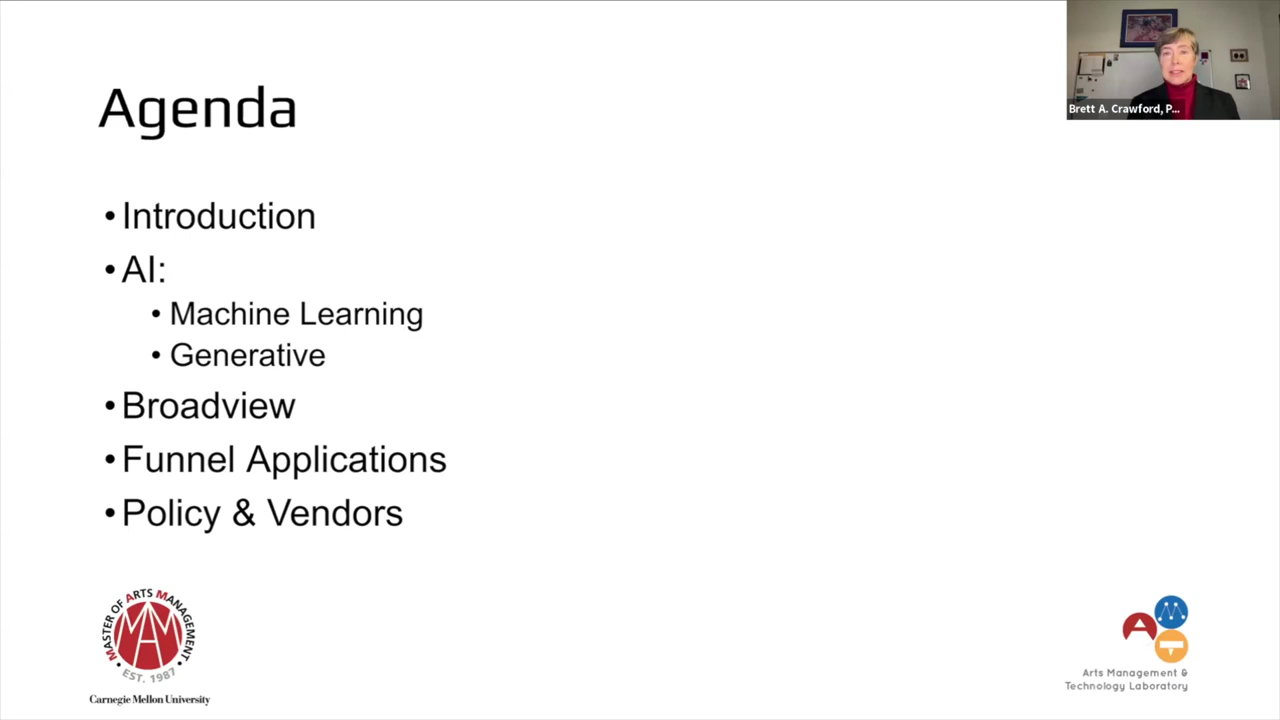 Agenda
Brett A. Crawford, P...
• Introduction
• AI:
• Machine Learning
• Generative
• Broadview
• Funnel Applications
• Policy & Vendors
MASTER OF ARTS MANAGEMENT
MAM
• EST. 1987 •
Carnegie Mellon University
A
M
T
Arts Management &
Technology Laboratory